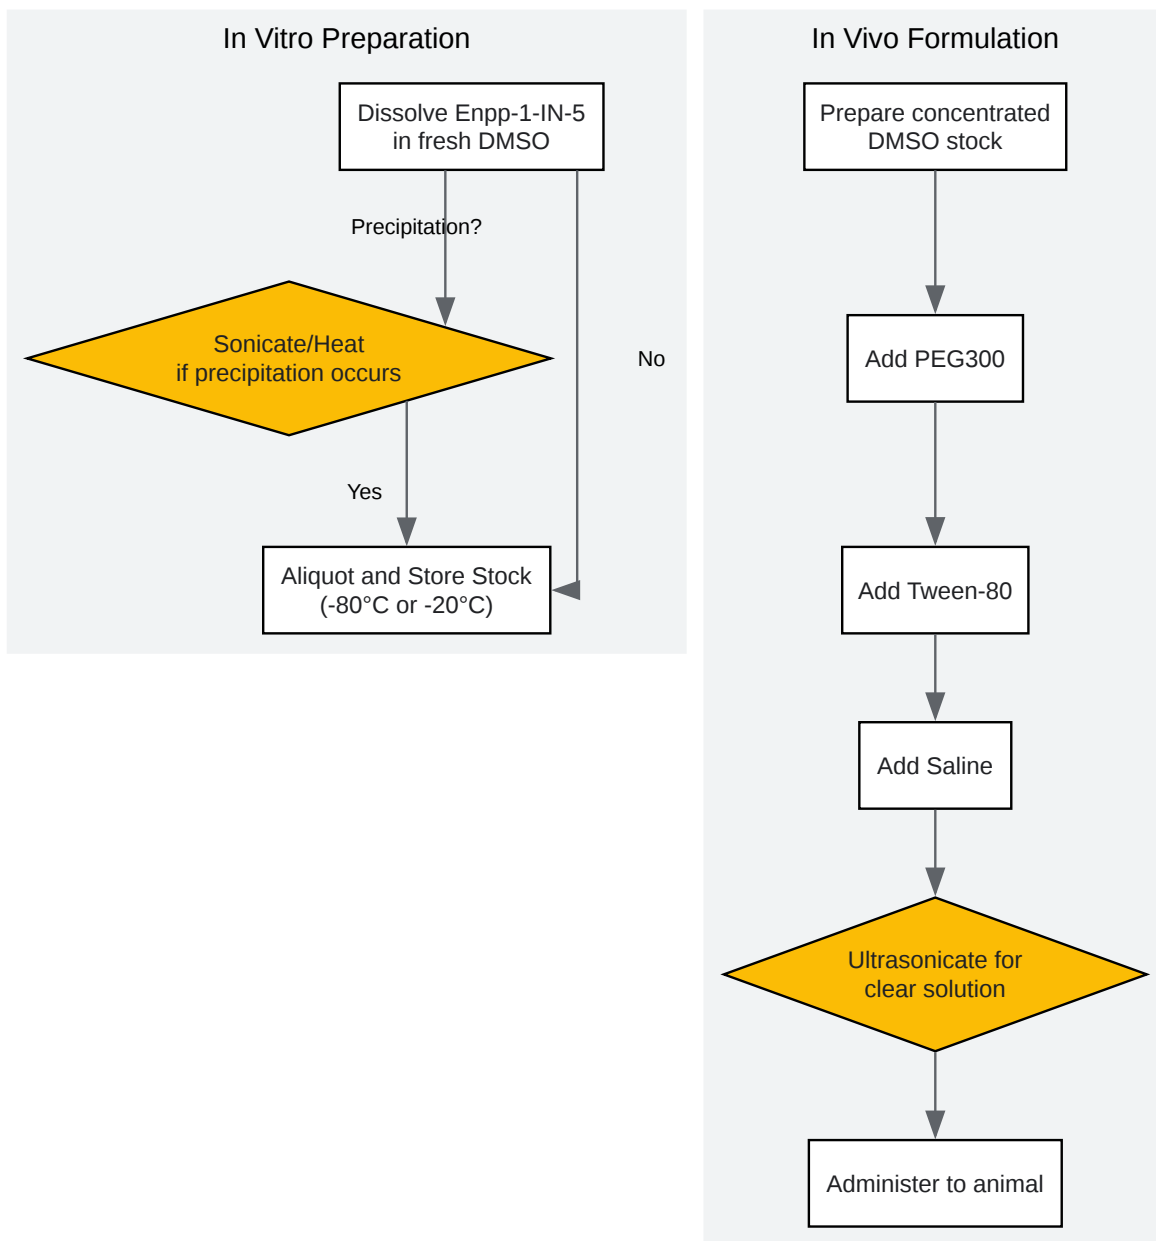 In Vitro Preparation
Dissolve Enpp-1-IN-5
in fresh DMSO
Precipitation?
Sonicate/Heat
if precipitation occurs
No
Yes
Aliquot and Store Stock
(-80°C or -20°C)
In Vivo Formulation
Prepare concentrated
DMSO stock
Add PEG300
Add Tween-80
Add Saline
Ultrasonicate for
clear solution
Administer to animal